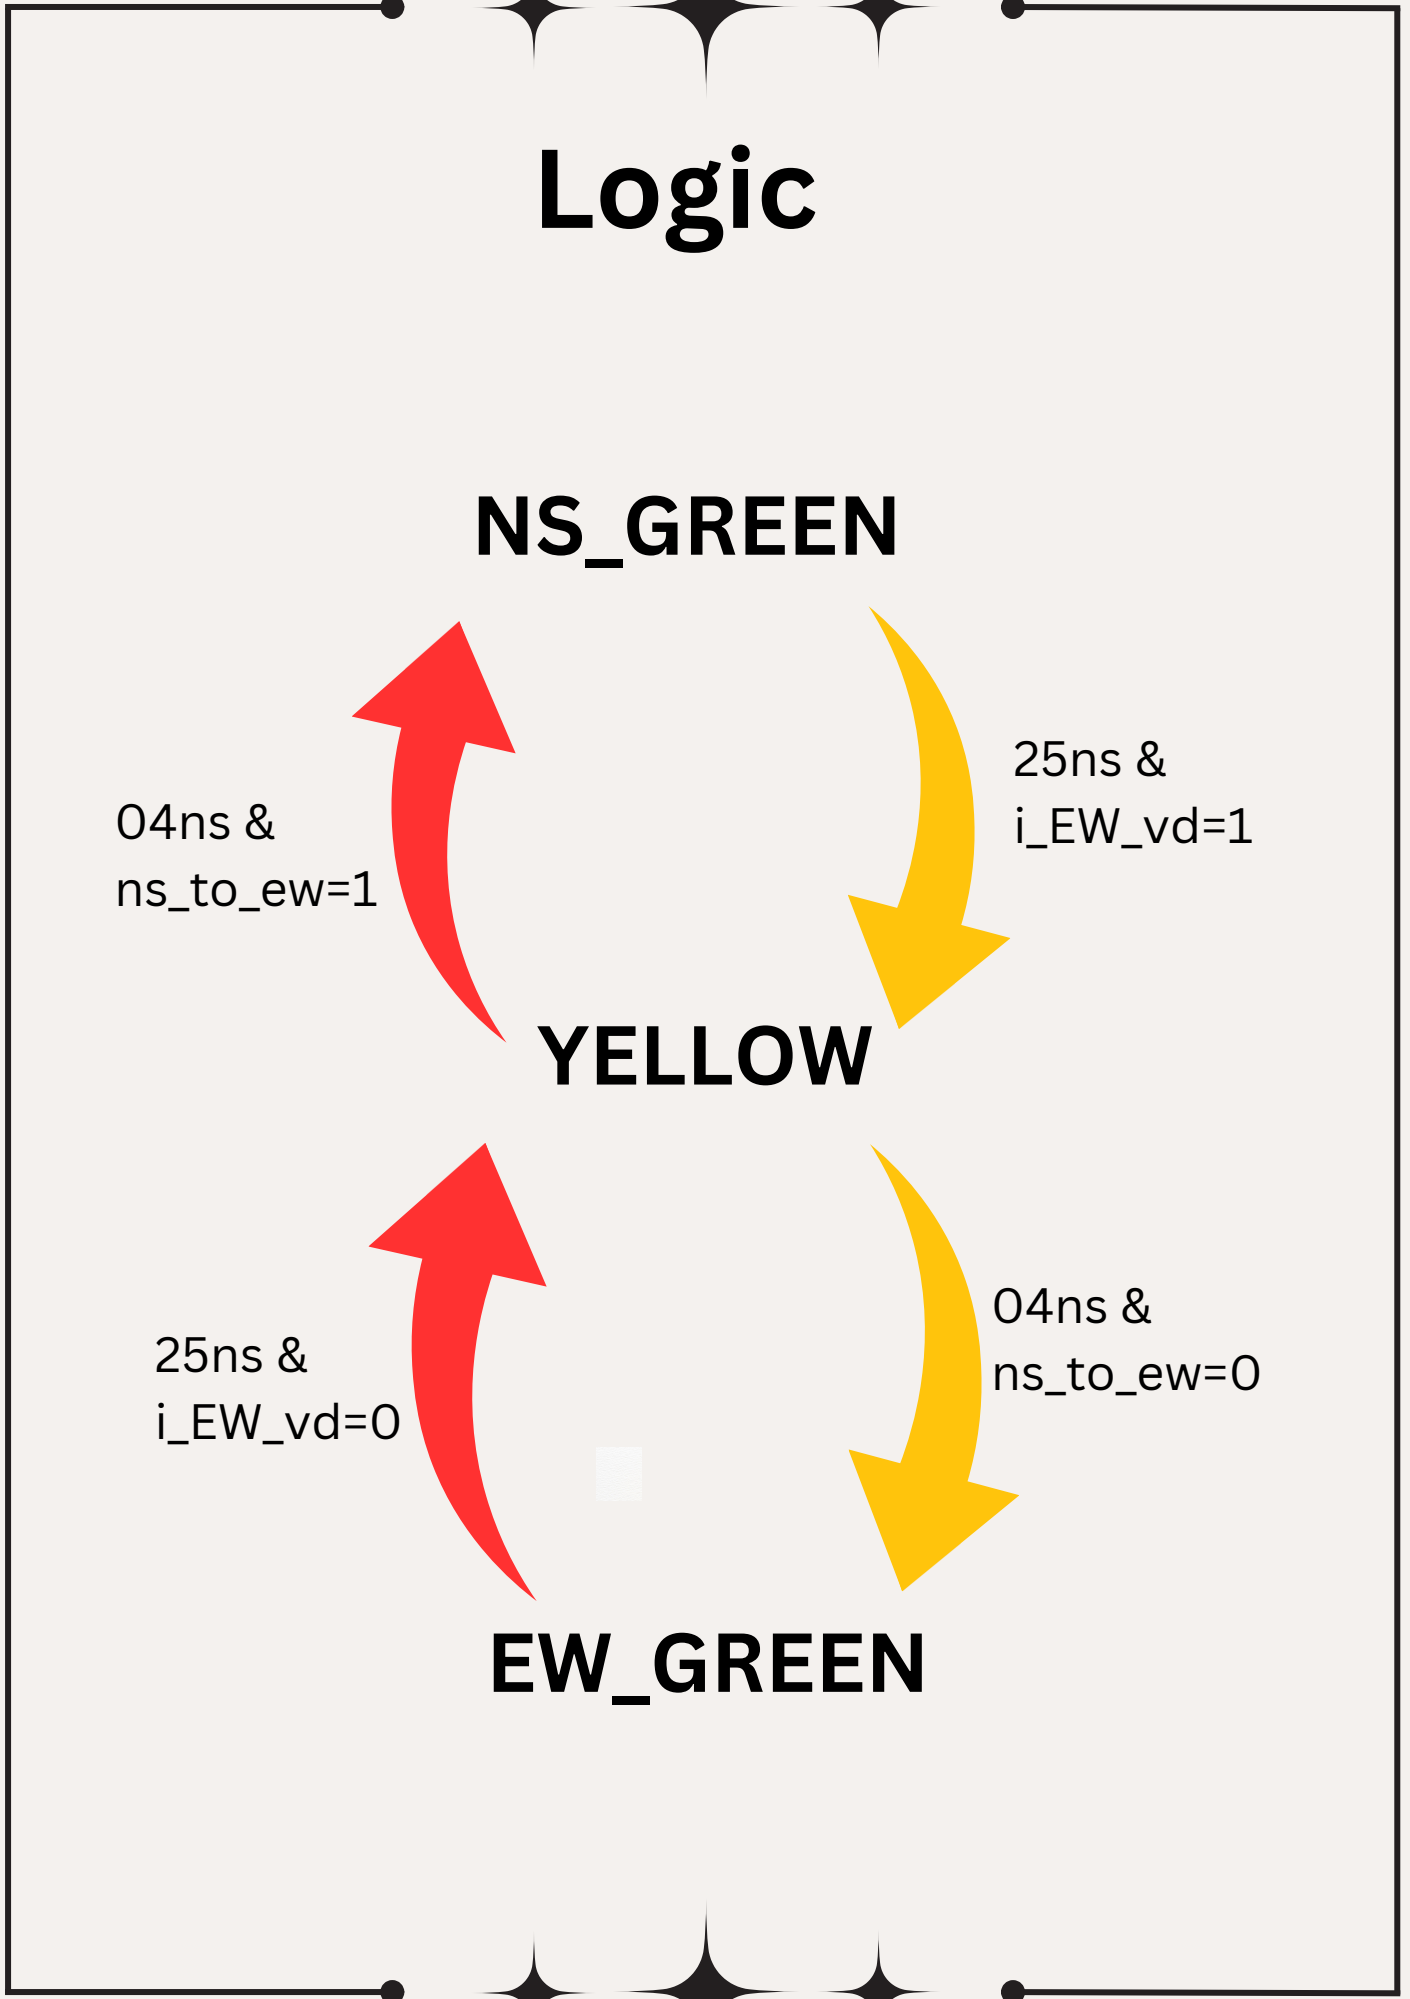 Logic
NS_GREEN
25ns &
i_EW_vd=1
04ns &
ns_to_ew=1
YELLOW
04ns &
ns_to_ew=0
25ns &
i_EW_vd=0
EW_GREEN